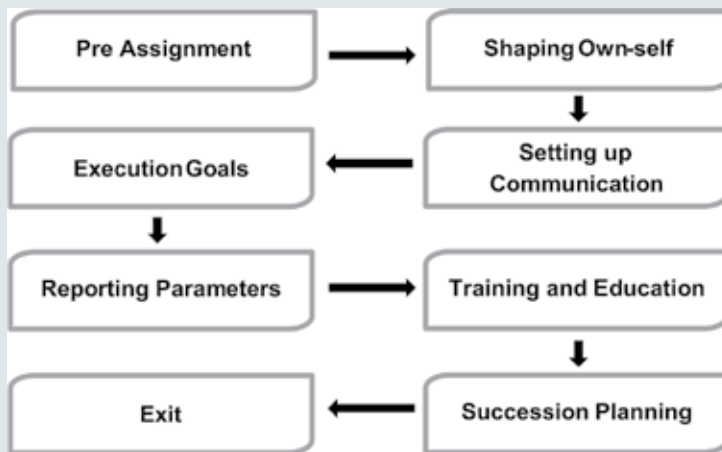 Pre Assignment
Shaping Own-self
Setting up
Communication
Execution Goals
Reporting Parameters
Training and Education
Succession Planning
Exit